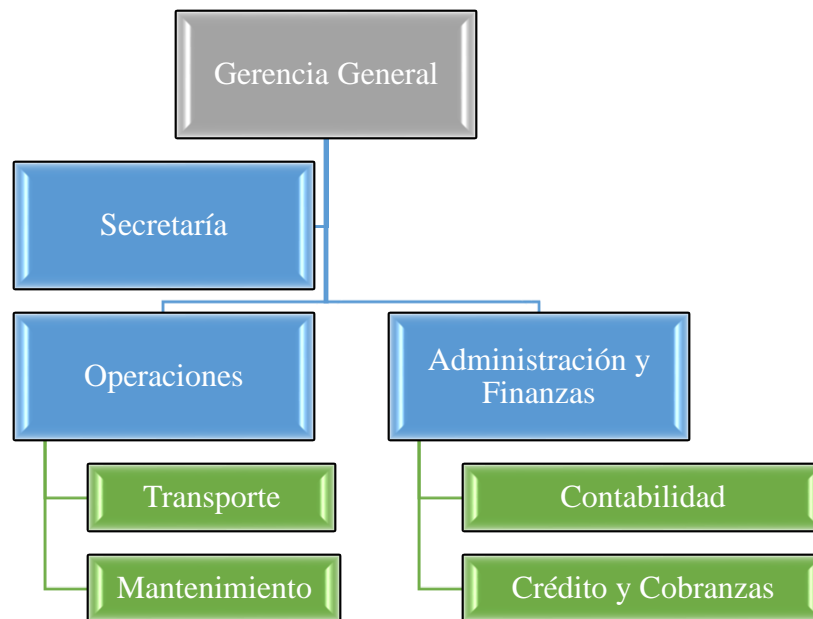 Gerencia General
Secretaría
Operaciones
Administración y
Finanzas
Transporte
Contabilidad
Mantenimiento
Crédito y Cobranzas